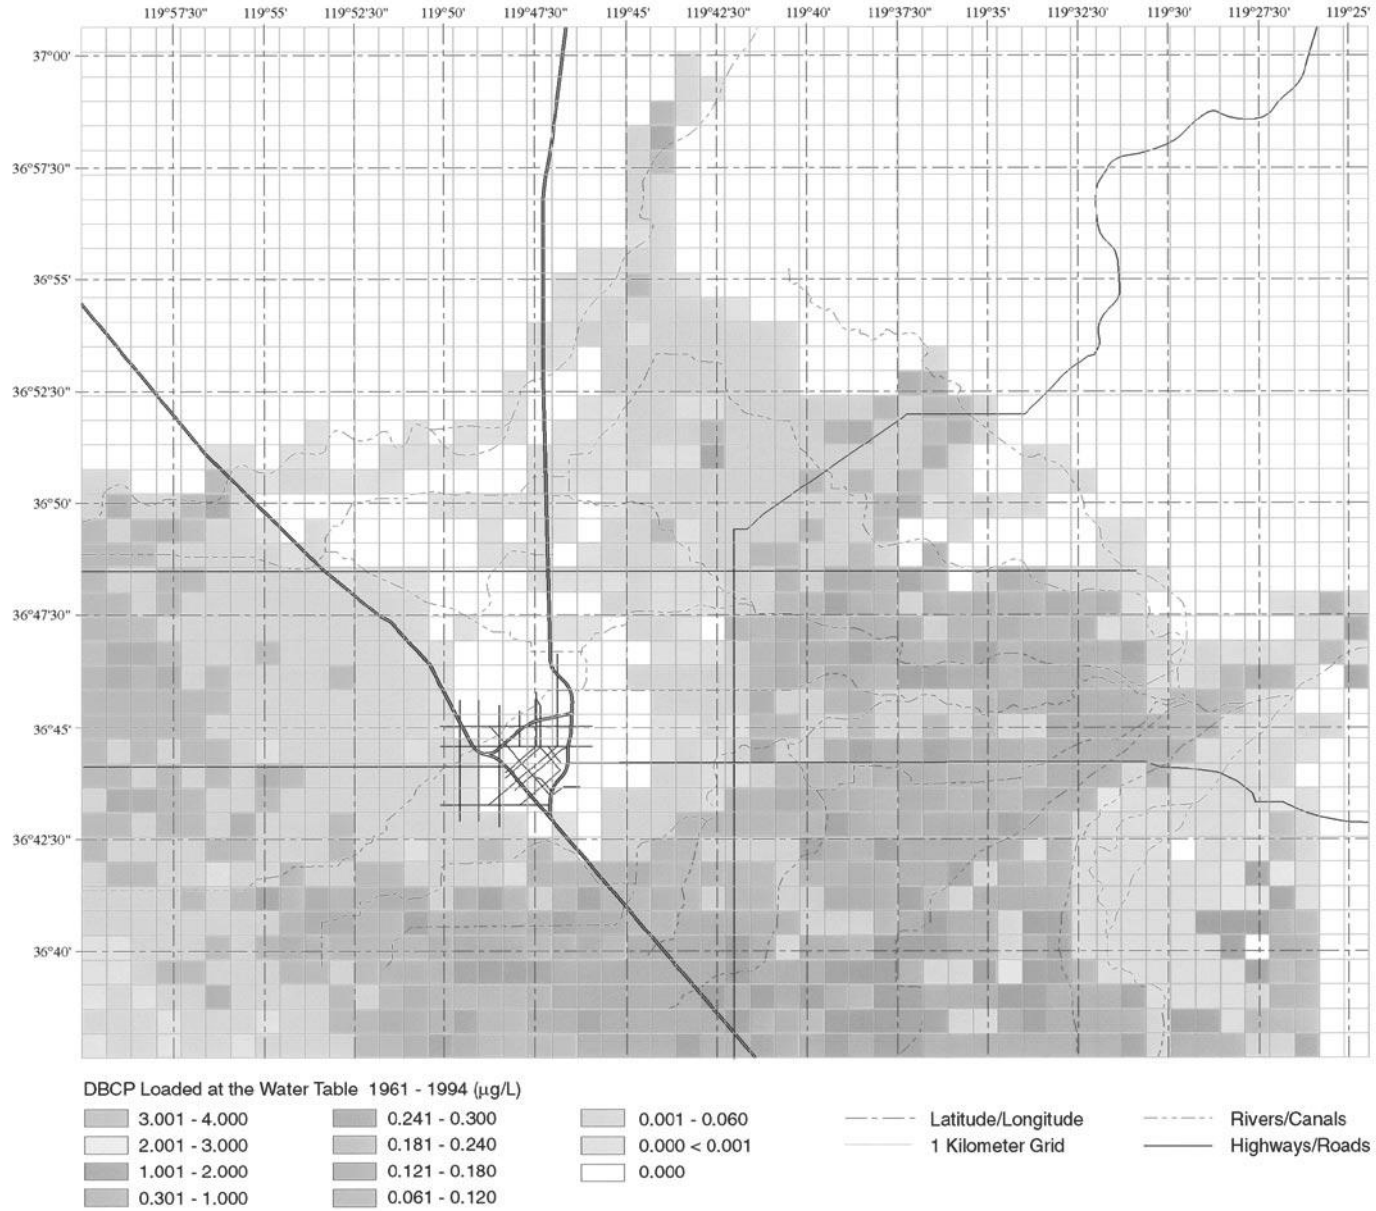 119°57'30" 119°55' 119°52'30" 119°50' 119°47'30" 119°45' 119°42'30" 119°40' 119°37'30" 119°35' 119°32'30" 119°30' 119°27'30" 119°25'
37°00'
36°57'30"
36°55'
36°52'30"
36°50'
36°47'30"
36°45'
36°42'30"
36°40'
DBCP Loaded at the Water Table 1961 - 1994 (µg/L)
3.001 - 4.000 0.241 - 0.300 0.001 - 0.060 Latitude/Longitude Rivers/Canals
2.001 - 3.000 0.181 - 0.240 0.000 < 0.001 1 Kilometer Grid Highways/Roads
1.001 - 2.000 0.121 - 0.180 0.000
0.301 - 1.000 0.061 - 0.120